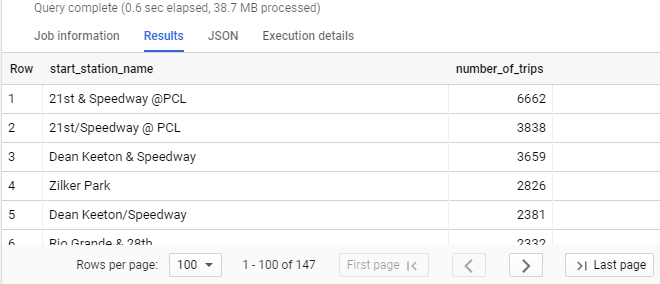 Query complete (0.6 sec elapsed, 38.7 MB processed)
Job information Results JSON Execution details
Row start_station_name number_of_trips
1 21st & Speedway @PCL 6662
2 21st/Speedway @ PCL 3838
3 Dean Keeton & Speedway 3659
4 Zilker Park 2826
5 Dean Keeton/Speedway 2381
6 Rio Grande & 28th 2332
Rows per page: 100 1 - 100 of 147 First page Last page